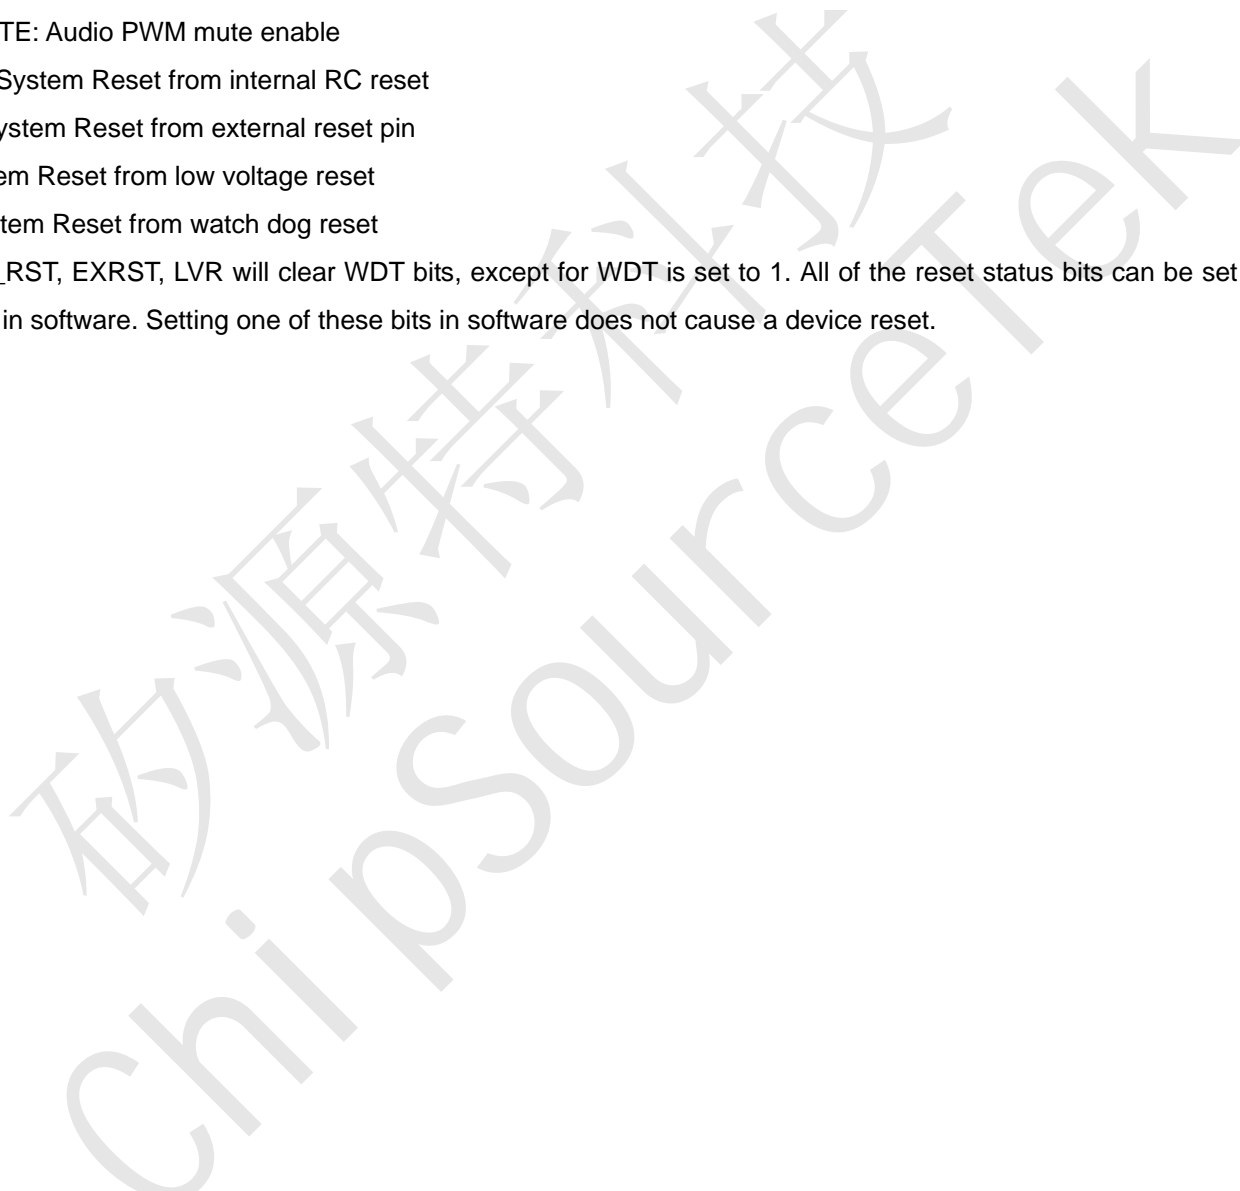 TE: Audio PWM mute enable
System Reset from internal RC reset
ystem Reset from external reset pin
em Reset from low voltage reset
tem Reset from watch dog reset
_RST, EXRST, LVR will clear WDT bits, except for WDT is set to 1. All of the reset status bits can be set
in software. Setting one of these bits in software does not cause a device reset.
矽源特科技
ChipSourceTek